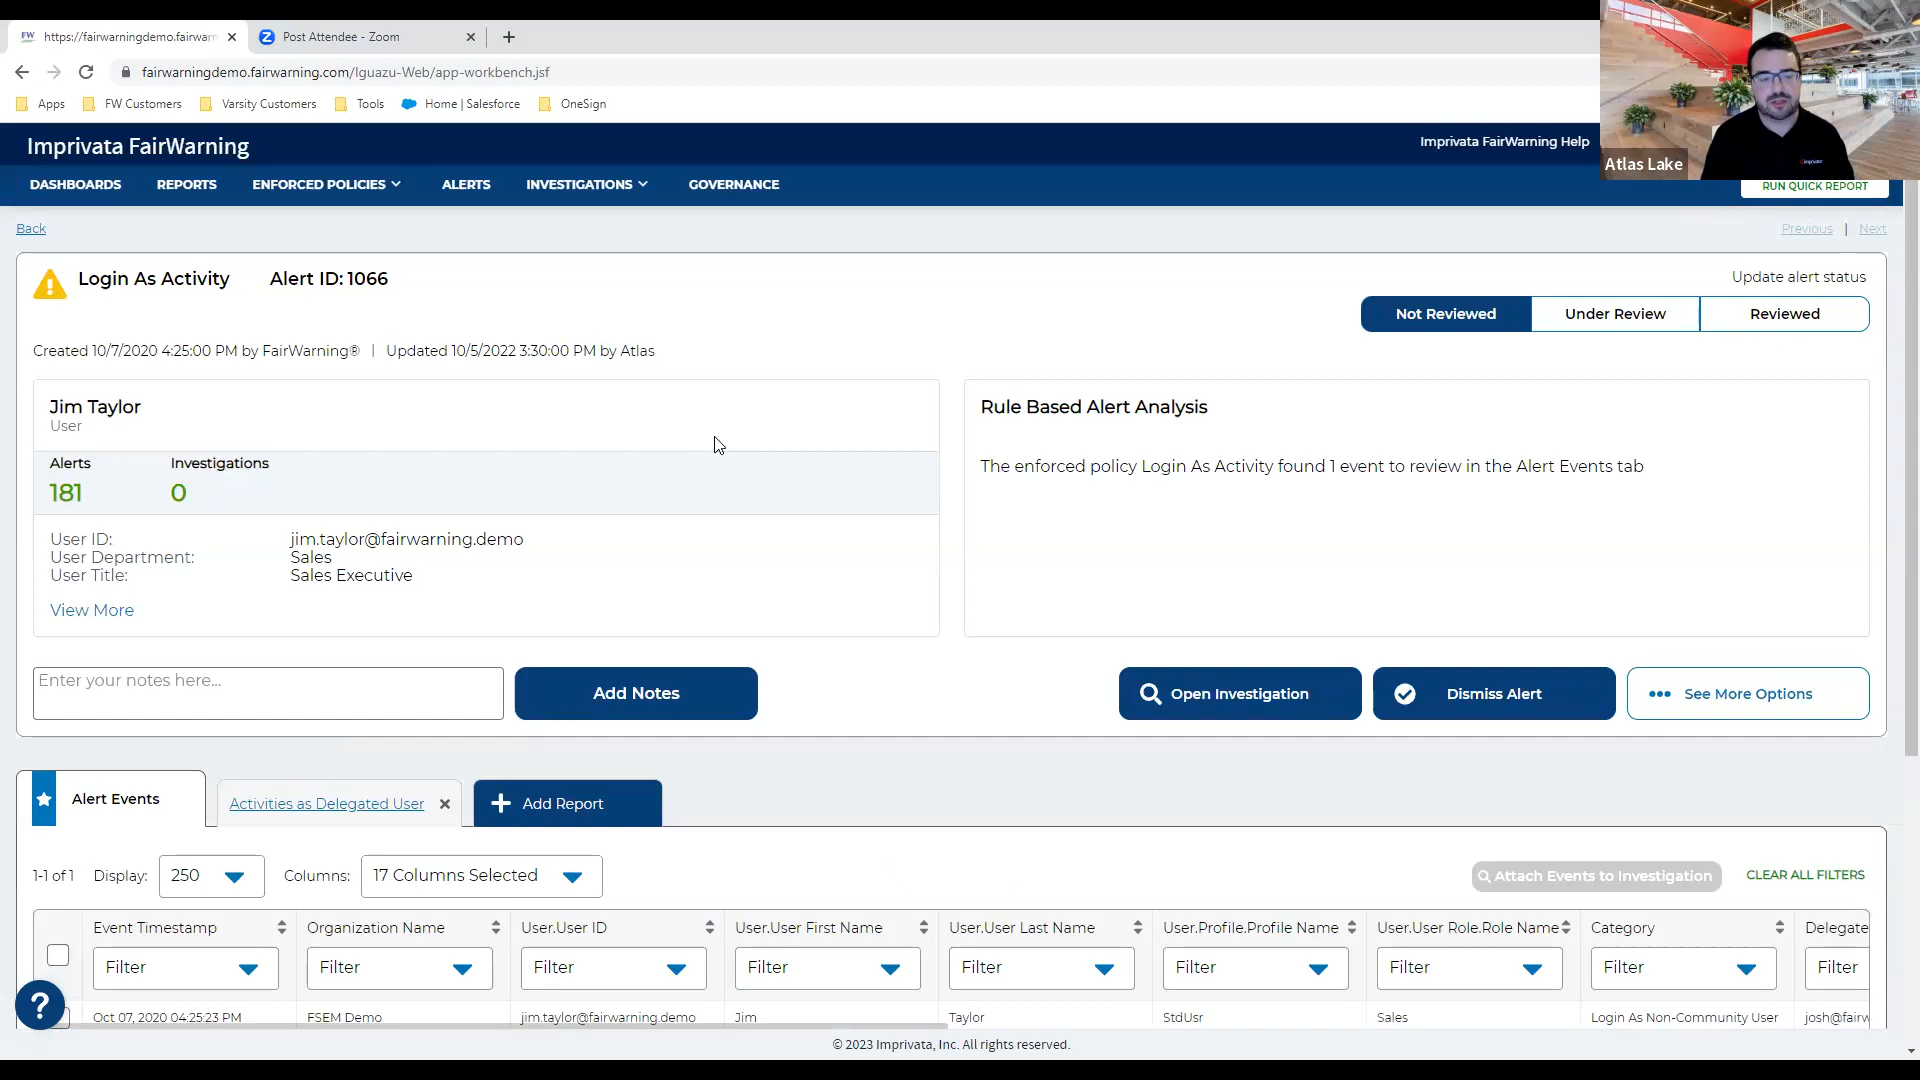 FW https://fairwarningdemo.fairwarn
Post Attendee - Zoom
fairwarningdemo.fairwarning.com/Iguazu-Web/app-workbench.jsf
Apps FW Customers Varsity Customers Tools Home | Salesforce OneSign
Imprivata FairWarning
Imprivata FairWarning Help
Atlas Lake
DASHBOARDS REPORTS ENFORCED POLICIES ALERTS INVESTIGATIONS GOVERNANCE
RUN QUICK REPORT
Back
Previous | Next
Login As Activity Alert ID: 1066
Update alert status
Not Reviewed Under Review Reviewed
Created 10/7/2020 4:25:00 PM by FairWarning® | Updated 10/5/2022 3:30:00 PM by Atlas
Jim Taylor
User
Alerts Investigations
181 0
User ID: jim.taylor@fairwarning.demo
User Department: Sales
User Title: Sales Executive
View More
Rule Based Alert Analysis
The enforced policy Login As Activity found 1 event to review in the Alert Events tab
Enter your notes here...
Add Notes
Open Investigation
Dismiss Alert
See More Options
Alert Events
Activities as Delegated User
Add Report
1-1 of 1 Display: 250 Columns: 17 Columns Selected
Attach Events to Investigation
CLEAR ALL FILTERS
Event Timestamp Organization Name User.User ID User.User First Name User.User Last Name User.Profile.Profile Name User.User Role.Role Name Category Delegate
Filter Filter Filter Filter Filter Filter Filter Filter Filter
Oct 07, 2020 04:25:23 PM FSEM Demo jim.taylor@fairwarning.demo Jim Taylor StdUsr Sales Login As Non-Community User josh@fairw
?
© 2023 Imprivata, Inc. All rights reserved.
imprivata